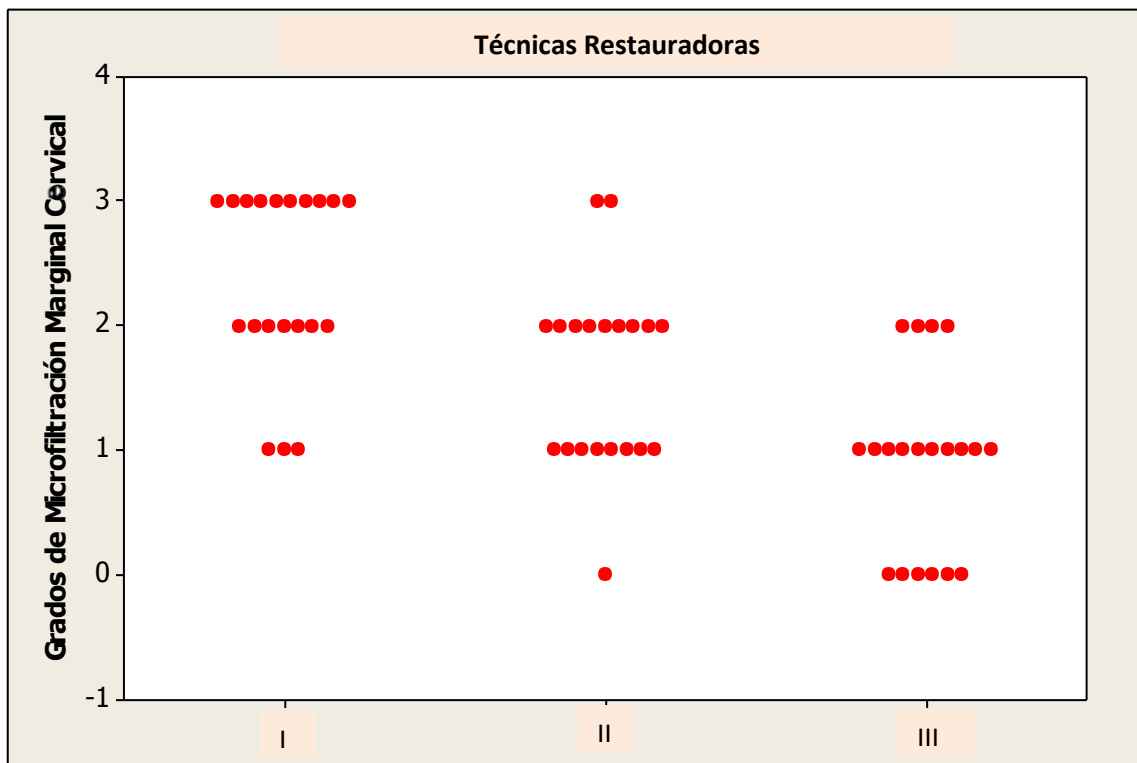 Técnicas Restauradoras
Grados de Microfiltración Marginal Cervical
4
3
2
1
0
-1
I
II
III